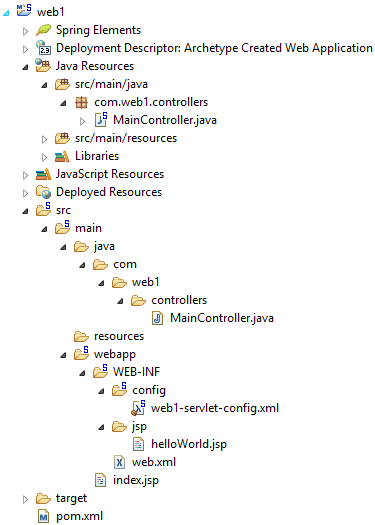 web1
Spring Elements
Deployment Descriptor: Archetype Created Web Application
Java Resources
src/main/java
com.web1.controllers
MainController.java
src/main/resources
Libraries
JavaScript Resources
Deployed Resources
src
main
java
com
web1
controllers
MainController.java
resources
webapp
WEB-INF
config
web1-servlet-config.xml
jsp
helloWorld.jsp
web.xml
index.jsp
target
pom.xml